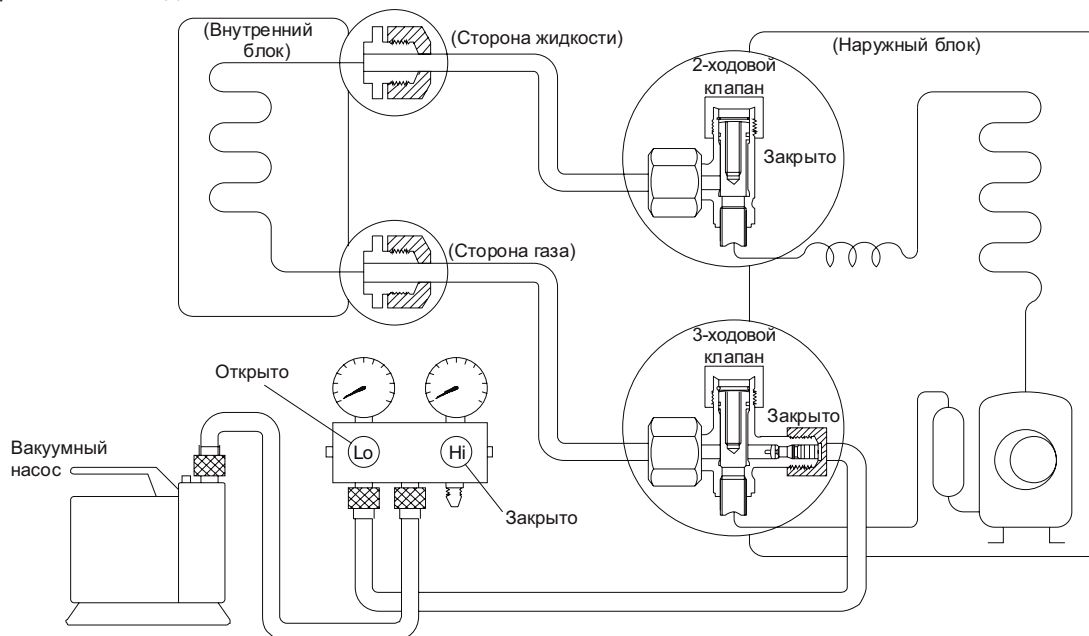 (Внутренний
блок)
(Сторона жидкости)
(Наружный блок)
2-ходовой
клапан
Закрыто
(Сторона газа)
3-ходовой
клапан
Закрыто
Открыто
Lo
Hi
Вакуумный
насос
Закрыто